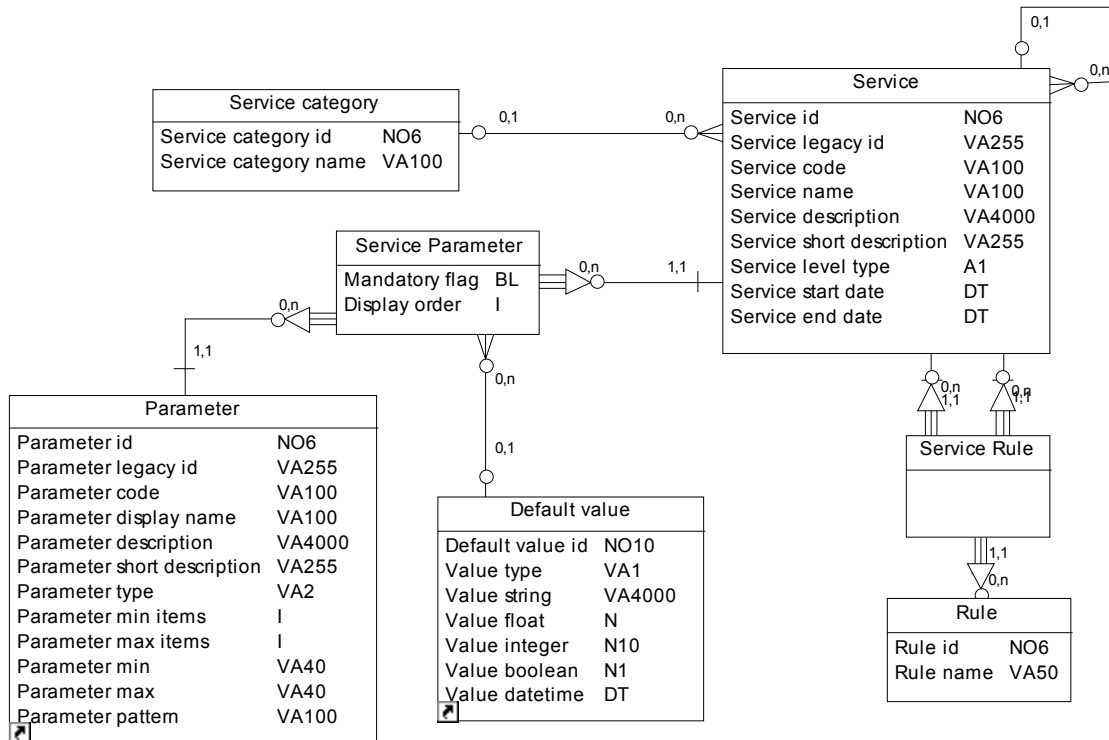 0,1
0,n
Service
Service id NO6
Service legacy id VA255
Service code VA100
Service name VA100
Service description VA4000
Service short description VA255
Service level type A1
Service start date DT
Service end date DT
Service category
Service category id NO6
Service category name VA100
0,1
0,n
Service Parameter
Mandatory flag BL
Display order I
0,n
1,1
0,n
1,1
0,n
0,1
Parameter
Parameter id NO6
Parameter legacy id VA255
Parameter code VA100
Parameter display name VA100
Parameter description VA4000
Parameter short description VA255
Parameter type VA2
Parameter min items I
Parameter max items I
Parameter min VA40
Parameter max VA40
Parameter pattern VA100
Default value
Default value id NO10
Value type VA1
Value string VA4000
Value float N
Value integer N10
Value boolean N1
Value datetime DT
0,n
1,1
0,n
1,1
Service Rule
1,1
0,n
Rule
Rule id NO6
Rule name VA50